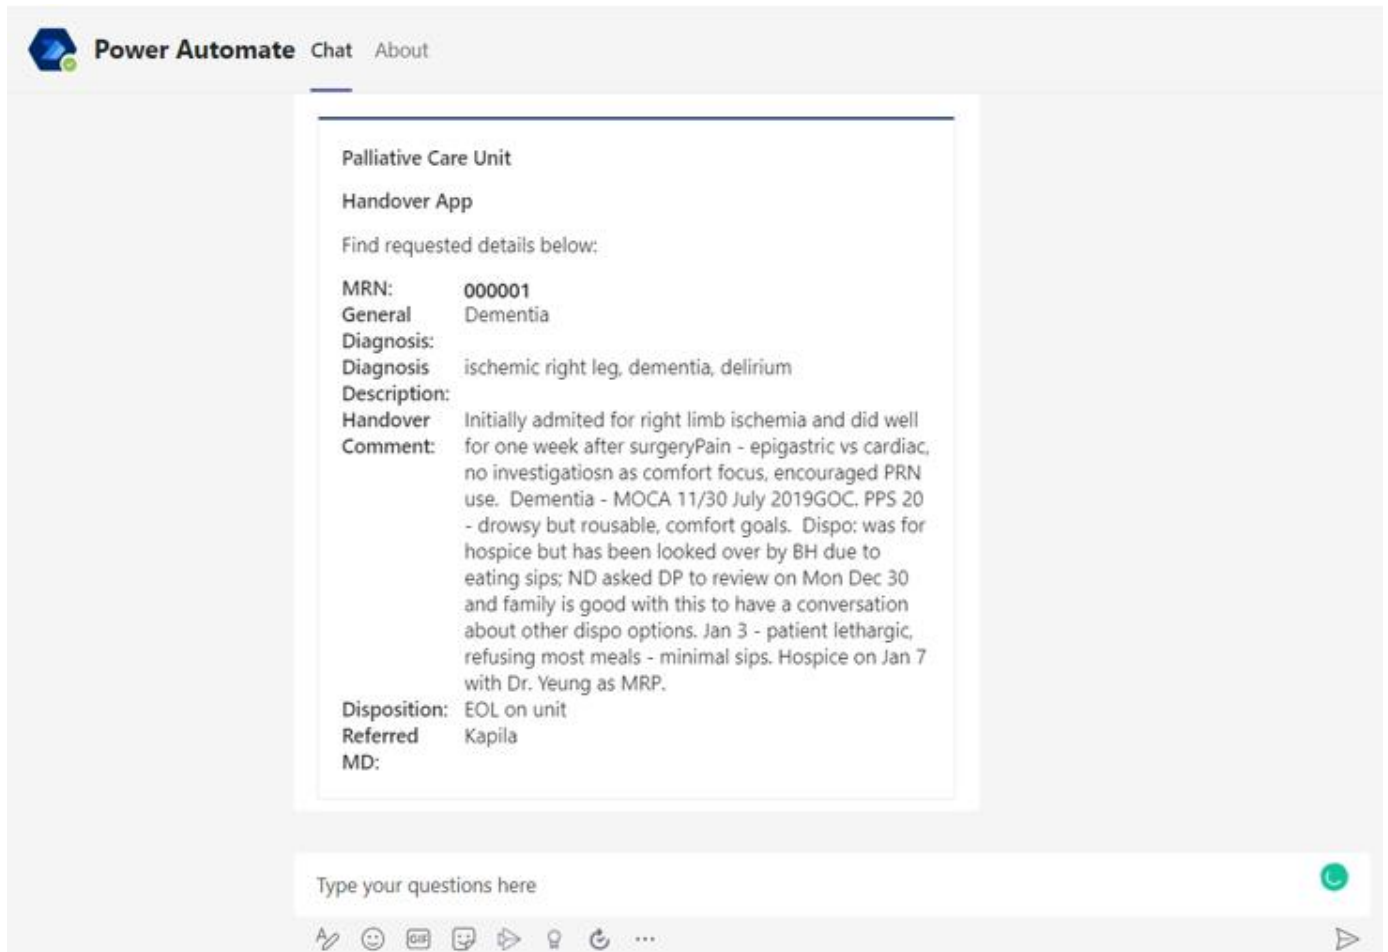 Power Automate Chat About
Palliative Care Unit
Handover App
Find requested details below:
MRN: 000001
General Dementia
Diagnosis:
Diagnosis ischemic right leg, dementia, delirium
Description:
Handover Initially admited for right limb ischemia and did well
Comment: for one week after surgeryPain - epigastric vs cardiac,
no investigatiosn as comfort focus, encouraged PRN
use. Dementia - MOCA 11/30 July 2019GOC. PPS 20
- drowsy but rousable, comfort goals. Dispo: was for
hospice but has been looked over by BH due to
eating sips; ND asked DP to review on Mon Dec 30
and family is good with this to have a conversation
about other dispo options. Jan 3 - patient lethargic,
refusing most meals - minimal sips. Hospice on Jan 7
with Dr. Yeung as MRP.
Disposition: EOL on unit
Referred Kapila
MD:
Type your questions here
GIF